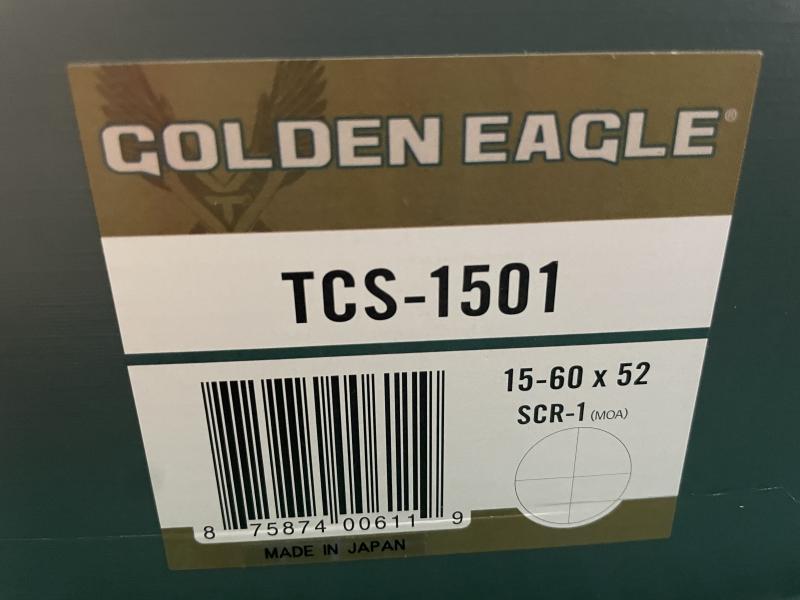 GOLDEN EAGLE®
TCS-1501
15-60 x 52
SCR-1 (MOA)
8 75874 00611 9
MADE IN JAPAN